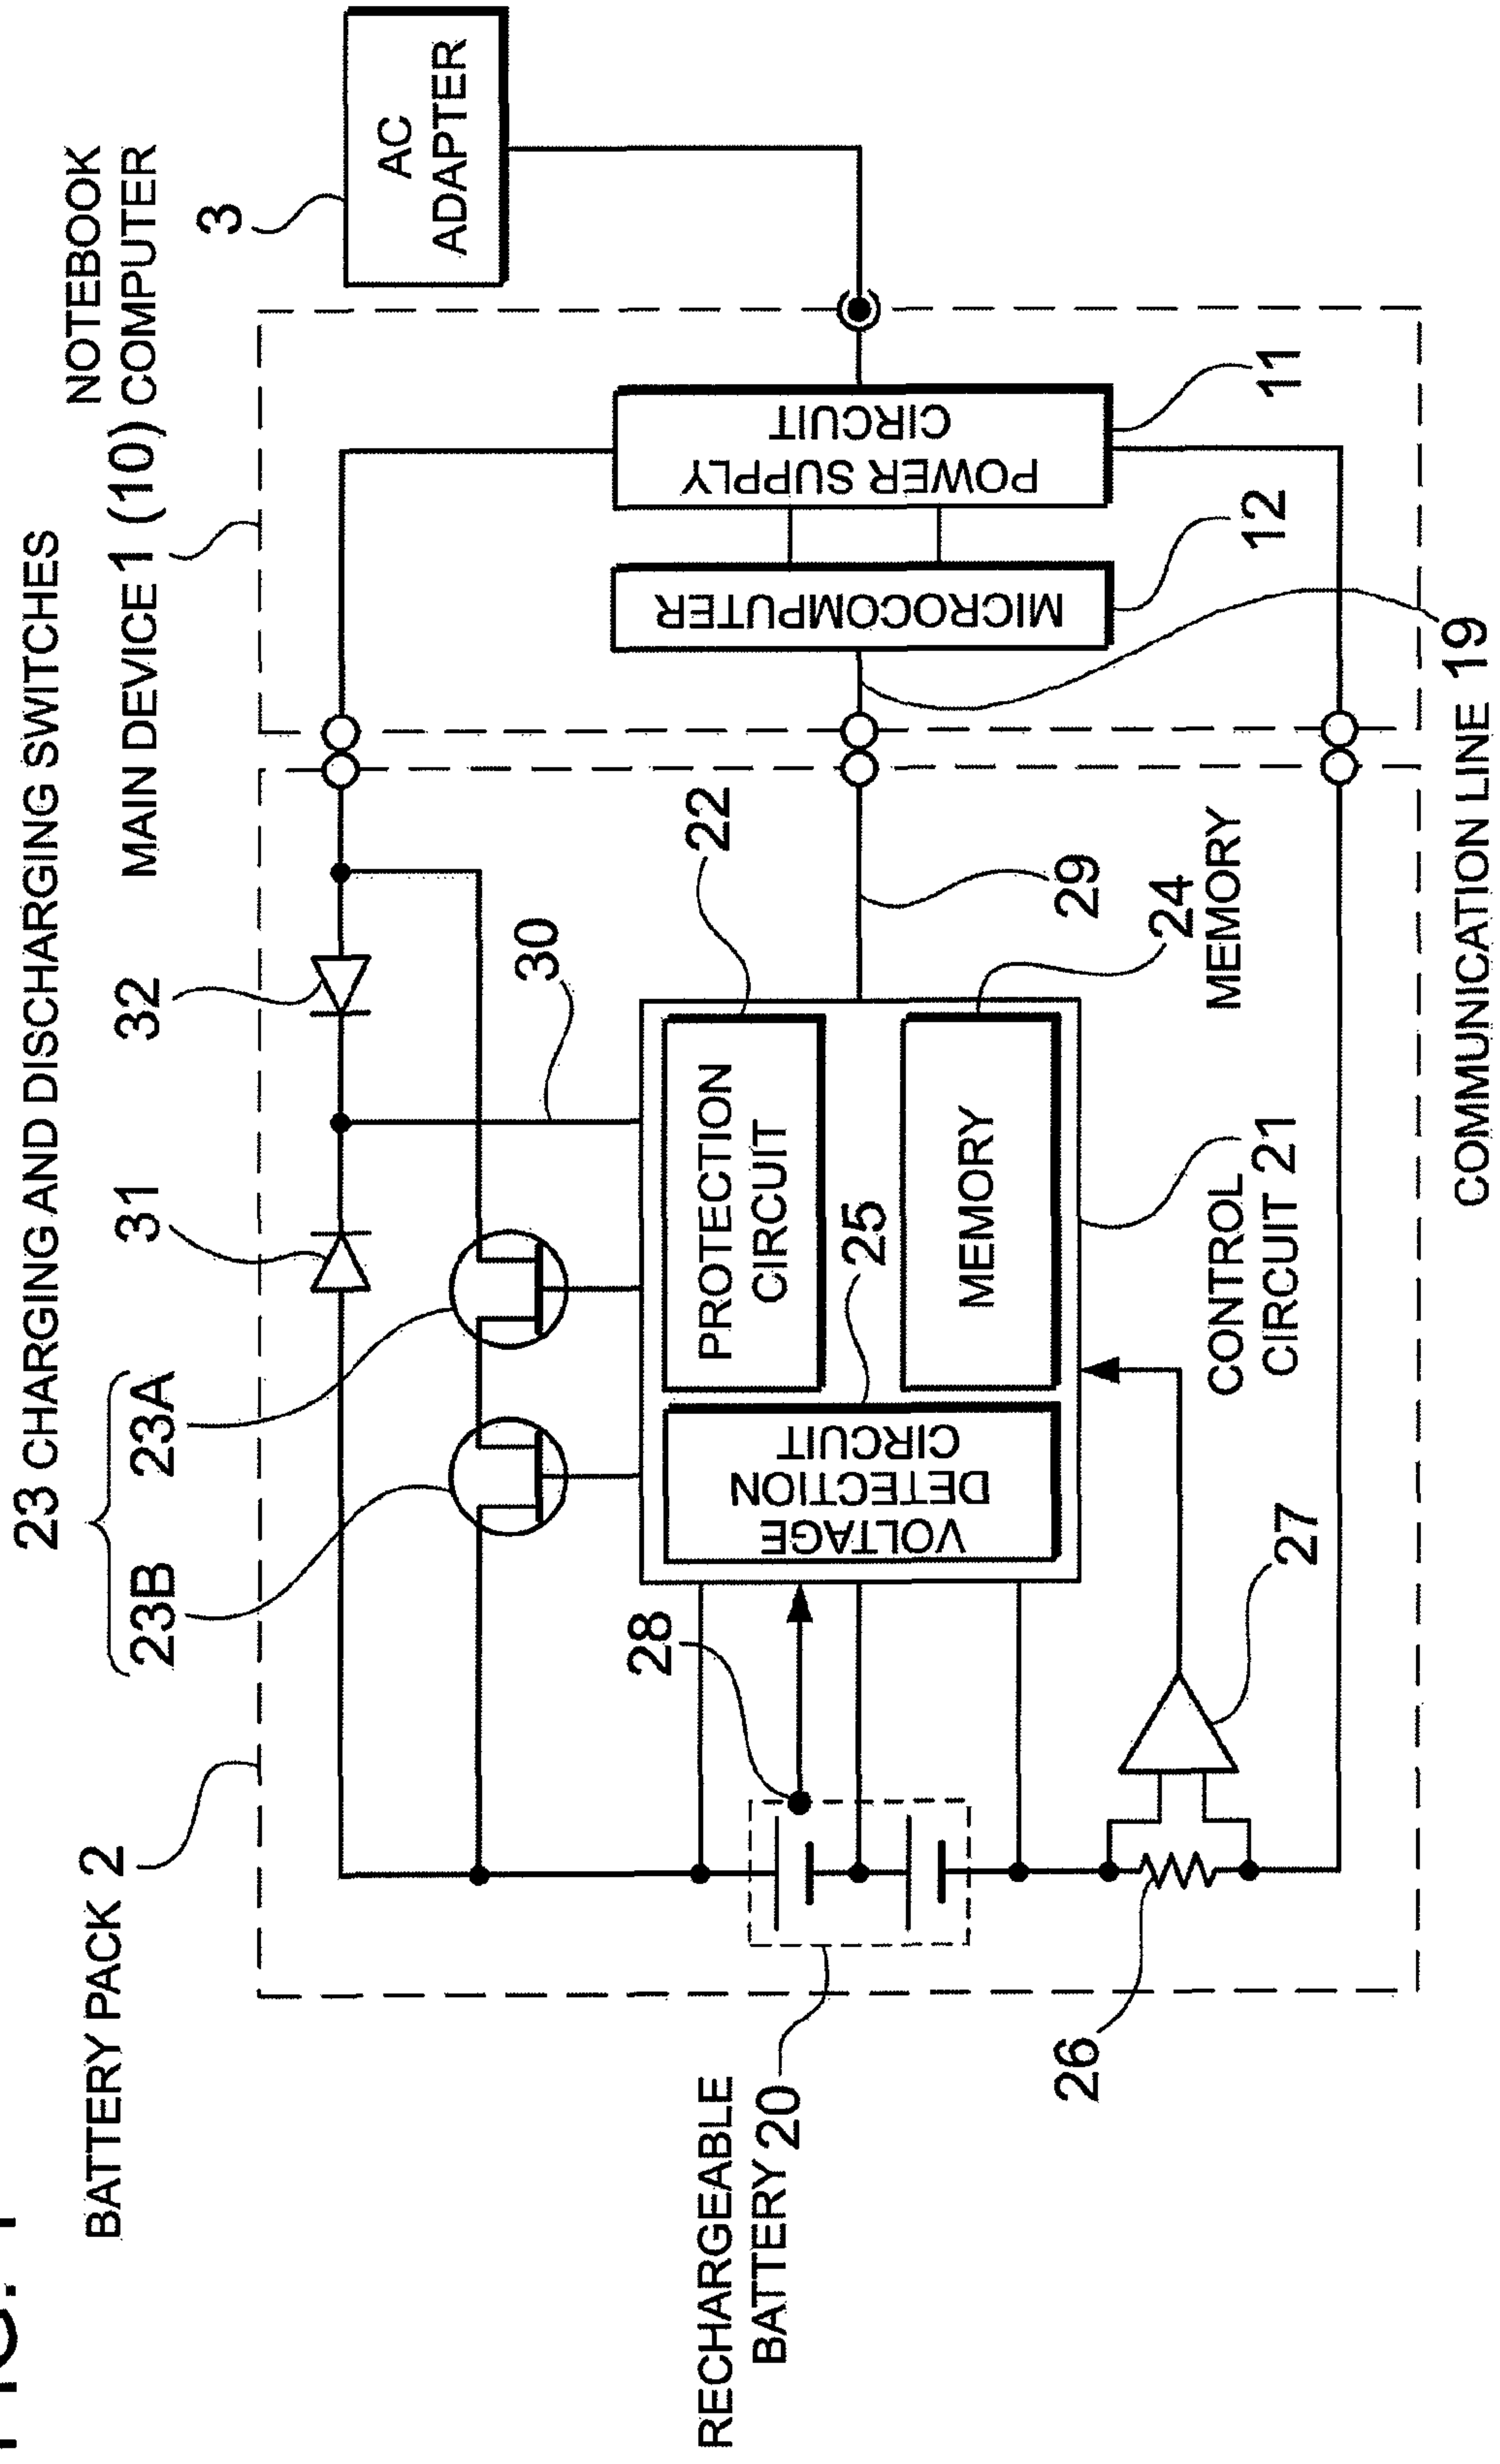 FIG. 1
23 CHARGING AND DISCHARGING SWITCHES
NOTEBOOK
BATTERY PACK 2
23B
23A
31
32
MAIN DEVICE 1 (10) COMPUTER
3
AC
ADAPTER
30
28
25
22
PROTECTION
CIRCUIT
VOLTAGE
DETECTION
CIRCUIT
MEMORY
MICROCOMPUTER
POWER SUPPLY
CIRCUIT
RECHARGEABLE
BATTERY 20
29
24
MEMORY
26
27
CONTROL
CIRCUIT 21
12
11
COMMUNICATION LINE 19